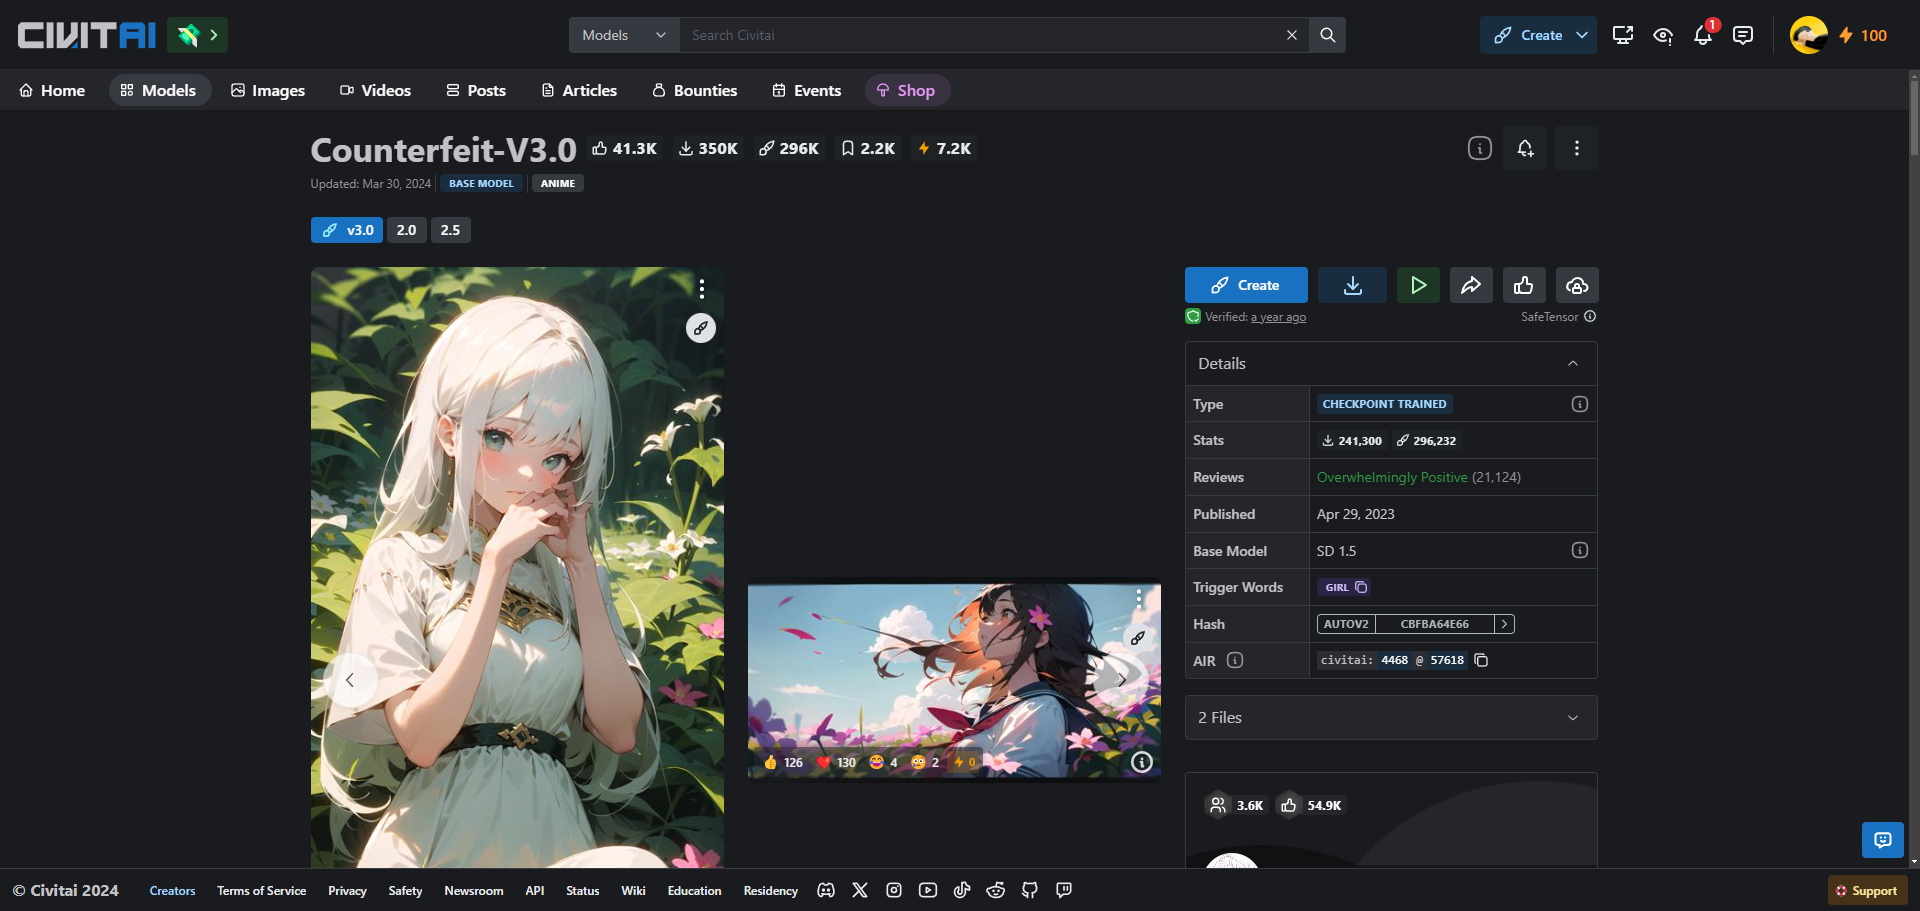 CIVITAI
Models
Search Civitai
Create
1
100
Home
Models
Images
Videos
Posts
Articles
Bounties
Events
Shop
Counterfeit-V3.0
41.3K
350K
296K
2.2K
7.2K
Updated: Mar 30, 2024
BASE MODEL
ANIME
v3.0
2.0
2.5
Create
Verified: a year ago
SafeTensor
Details
Type
CHECKPOINT TRAINED
Stats
241,300
296,232
Reviews
Overwhelmingly Positive (21,124)
Published
Apr 29, 2023
Base Model
SD 1.5
Trigger Words
GIRL
Hash
AUTOV2
CBFBA64E66
AIR
civitai: 4468 @ 57618
2 Files
126
130
4
2
0
3.6K
54.9K
© Civitai 2024
Creators
Terms of Service
Privacy
Safety
Newsroom
API
Status
Wiki
Education
Residency
Support